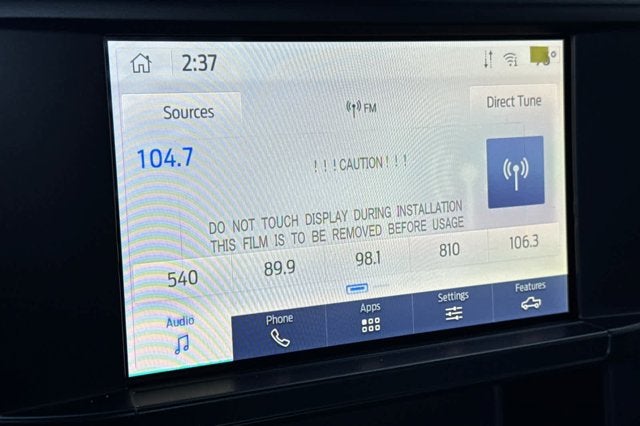 2:37
Sources
FM
Direct Tune
104.7
! ! ! CAUTION ! ! !
DO NOT TOUCH DISPLAY DURING INSTALLATION
THIS FILM IS TO BE REMOVED BEFORE USAGE
540 89.9 98.1 810 106.3
Audio Phone Apps Settings Features